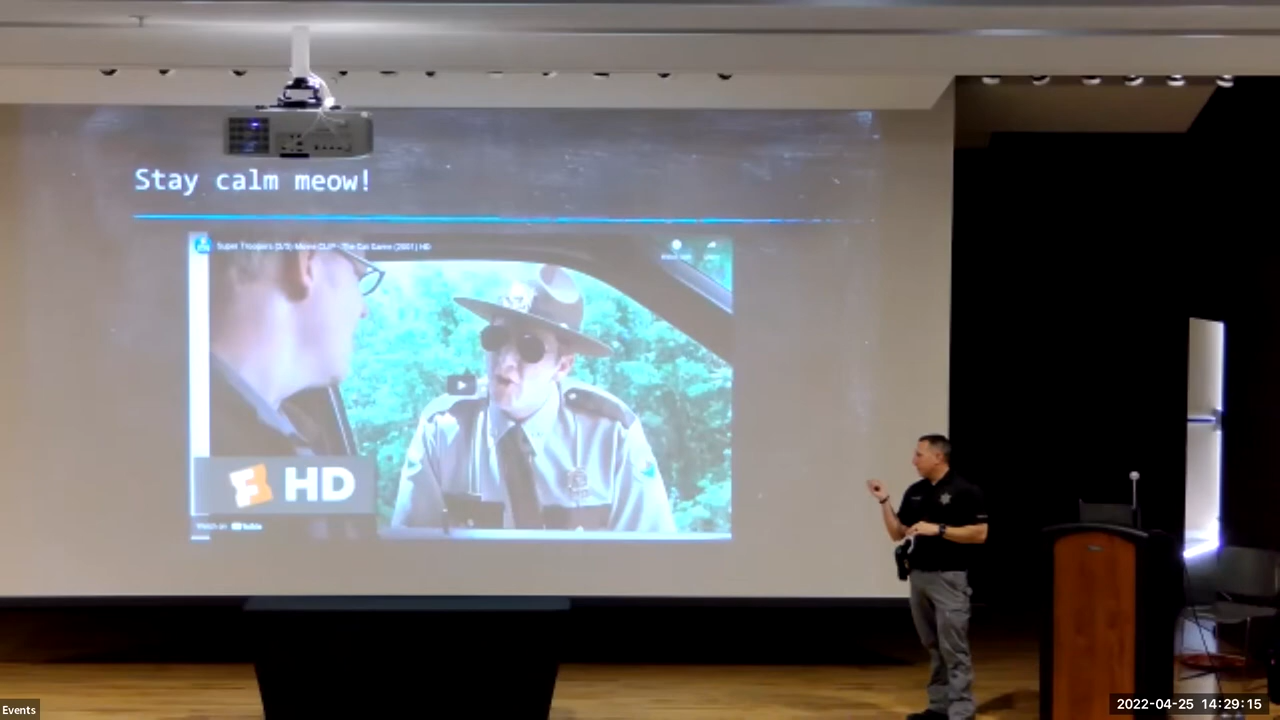 Stay calm meow!
Super Troopers (5/5) Movie CLIP - The Cat Game (2001) HD
HD
Watch on YouTube
Events
2022-04-25 14:29:15